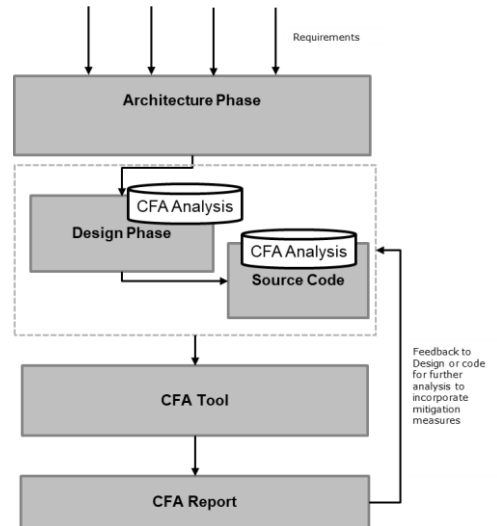 Requirements
Architecture Phase
CFA Analysis
Design Phase
CFA Analysis
Source Code
Feedback to
Design or code
for further
analysis to
incorporate
mitigation
measures
CFA Tool
CFA Report